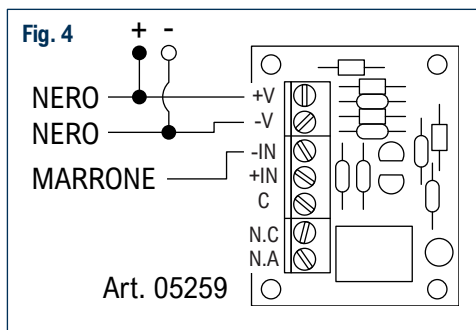 Fig. 4
+ -
NERO
NERO
MARRONE
+V
-V
-IN
+IN
C
N.C
N.A
Art. 05259